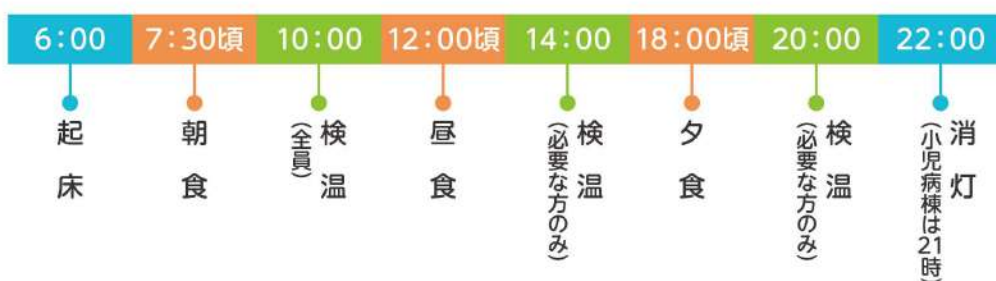 6:00
起床
7:30頃
朝食
10:00
検温
(全員)
12:00頃
昼食
14:00
検温
(必要な方のみ)
18:00頃
夕食
20:00
検温
(必要な方のみ)
22:00
消灯
(小児病棟は21時)